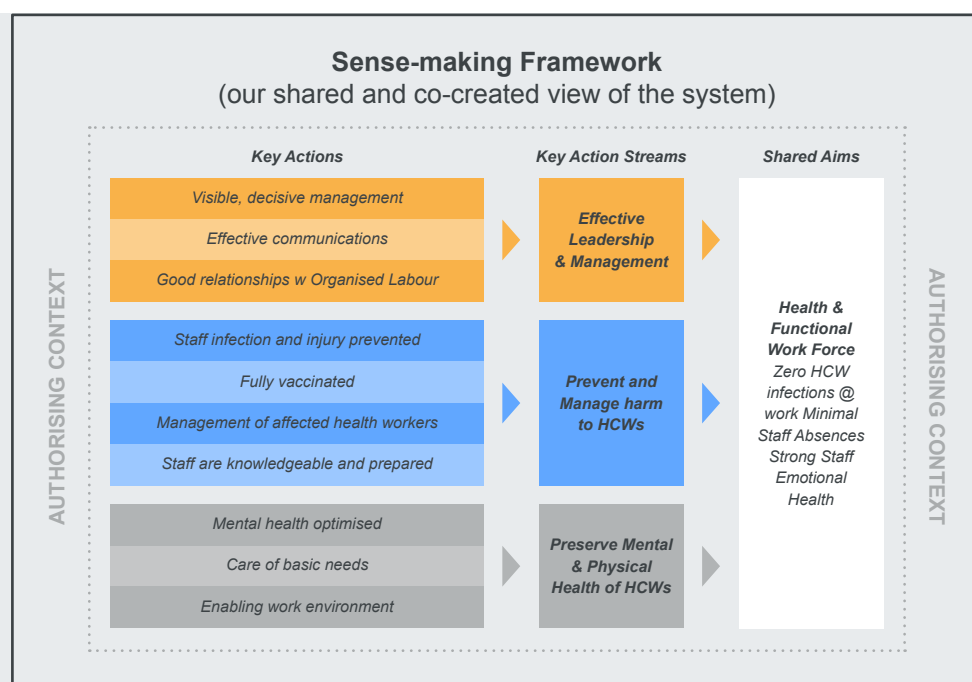 Sense-making Framework
(our shared and co-created view of the system)
Key Actions
Key Action Streams
Shared Aims
AUTHORISING CONTEXT
Visible, decisive management
Effective communications
Good relationships w Organised Labour
Effective
Leadership
& Management
Staff infection and injury prevented
Fully vaccinated
Management of affected health workers
Staff are knowledgeable and prepared
Prevent and
Manage harm
to HCWs
Mental health optimised
Care of basic needs
Enabling work environment
Preserve Mental
& Physical
Health of HCWs
Health &
Functional
Work Force
Zero HCW
infections @
work Minimal
Staff Absences
Strong Staff
Emotional
Health
AUTHORISING CONTEXT